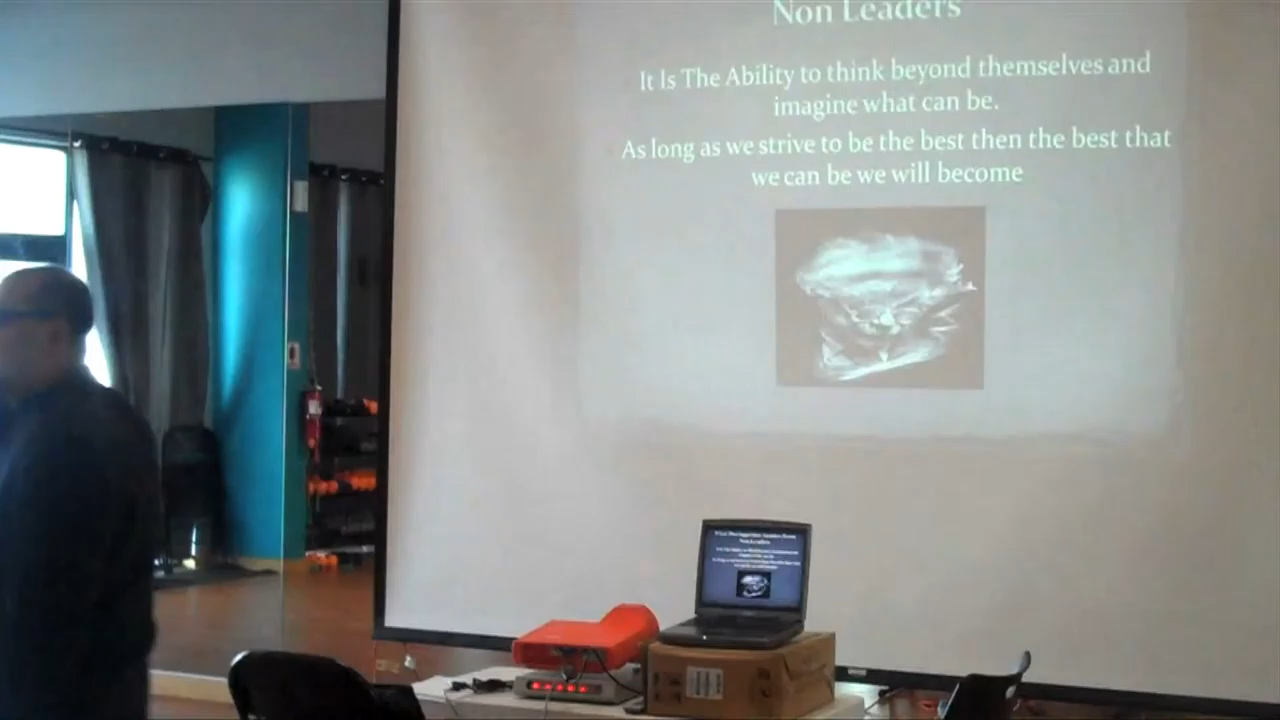 Non Leaders
It Is The Ability to think beyond themselves and
imagine what can be.
As long as we strive to be the best then the best that
we can be we will become